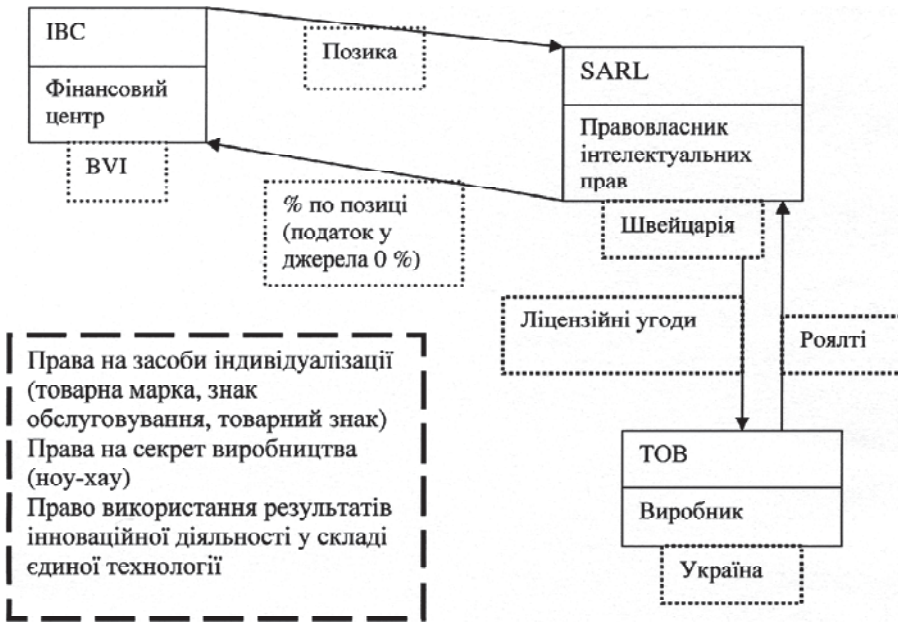 IBC
Фінансовий
центр
BVI
Позика
% по позиці
(податок у
джерела 0 %)
SARL
Правовласник
інтелектуальних
прав
Швейцарія
Ліцензійні угоди
Роялті
ТОВ
Виробник
Україна
Права на засоби індивідуалізації
(товарна марка, знак
обслуговування, товарний знак)
Права на секрет виробництва
(ноу-хау)
Право використання результатів
інноваційної діяльності у складі
єдиної технології